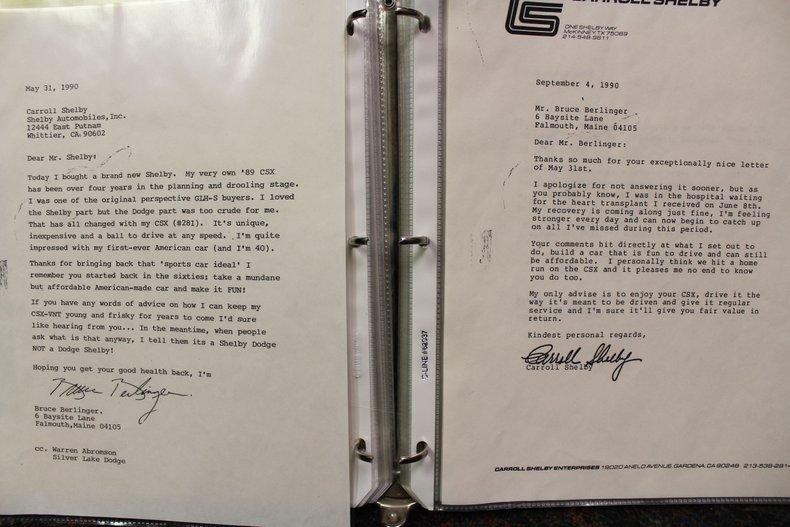 May 31, 1990
Carroll Shelby
Shelby Automobiles,Inc.
12444 East Putnam
Whittier, CA 90602
Dear Mr. Shelby:
Today I bought a brand new Shelby. My very own '89 CSX
has been over four years in the planning and drooling stage.
I was one of the original perspective GLH-S buyers. I loved
the Shelby part but the Dodge part was too crude for me.
That has all changed with my CSX (#281). It's unique,
inexpensive and a ball to drive at any speed. I'm quite
impressed with my first-ever American car (and I'm 40).
Thanks for bringing back that 'sports car ideal' I
remember you started back in the sixties; take a mundane
but affordable American-made car and make it FUN!
If you have any words of advice on how I can keep my
CSX-VNT young and frisky for years to come I'd sure
like hearing from you... In the meantime, when people
ask what is that anyway, I tell them its a Shelby Dodge
NOT a Dodge Shelby!
Hoping you get your good health back, I'm
Bruce Berlinger
Bruce Berlinger.
6 Baysite Lane
Falmouth,Maine 04105
cc. Warren Abromson
Silver Lake Dodge
D-LINE #62037
CARROLL SHELBY
CS
ONE SHELBY WAY
McKINNEY, TX 75069
214-548-9611
September 4, 1990
Mr. Bruce Berlinger
6 Baysite Lane
Falmouth, Maine 04105
Dear Mr. Berlinger:
Thanks so much for your exceptionally nice letter
of May 31st.
I apologize for not answering it sooner, but as
you probably know, I was in the hospital waiting
for the heart transplant I received on June 8th.
My recovery is coming along just fine, I'm feeling
stronger every day and can now begin to catch up
on all I've missed during this period.
Your comments hit directly at what I set out to
do, build a car that is fun to drive and can still
be affordable. I personally think we hit a home
run on the CSX and it pleases me no end to know
you do too.
My only advise is to enjoy your CSX, drive it the
way it's meant to be driven and give it regular
service and I'm sure it'll give you fair value in
return.
Kindest personal regards,
Carroll Shelby
Carroll Shelby
CARROLL SHELBY ENTERPRISES 19020 ANELO AVENUE GARDENA, CA 90248 213-538-291